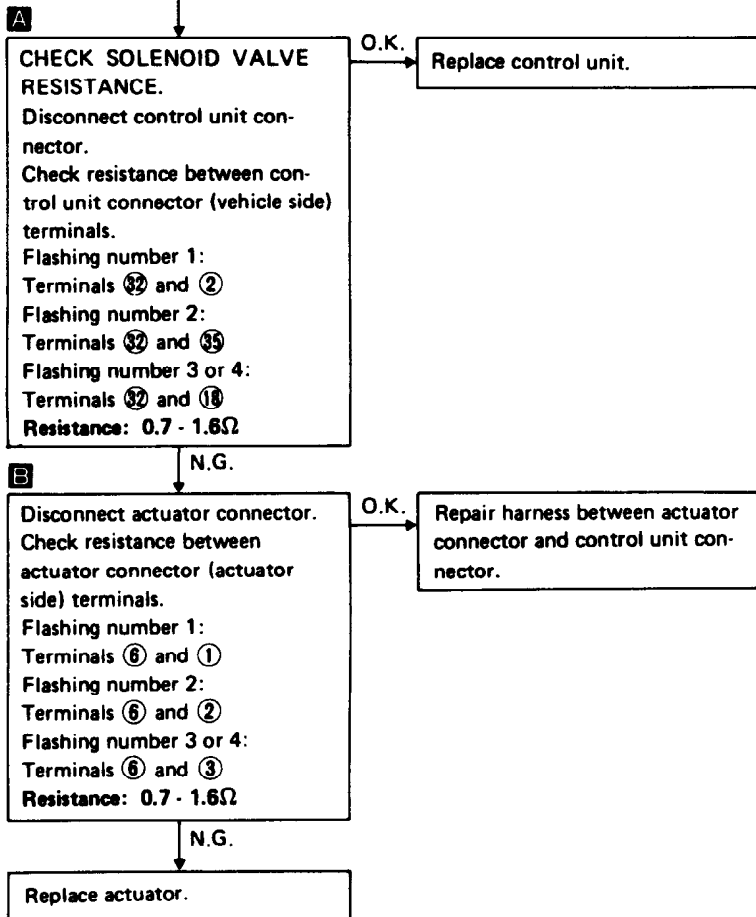 A
CHECK SOLENOID VALVE
RESISTANCE.
Disconnect control unit con-
nector.
Check resistance between con-
trol unit connector (vehicle side)
terminals.
Flashing number 1:
Terminals ㉜ and ②
Flashing number 2:
Terminals ㉜ and ㉟
Flashing number 3 or 4:
Terminals ㉜ and ⑱
Resistance: 0.7 - 1.6Ω
O.K.
Replace control unit.
N.G.
B
Disconnect actuator connector.
Check resistance between
actuator connector (actuator
side) terminals.
Flashing number 1:
Terminals ⑥ and ①
Flashing number 2:
Terminals ⑥ and ②
Flashing number 3 or 4:
Terminals ⑥ and ③
Resistance: 0.7 - 1.6Ω
O.K.
Repair harness between actuator
connector and control unit con-
nector.
N.G.
Replace actuator.